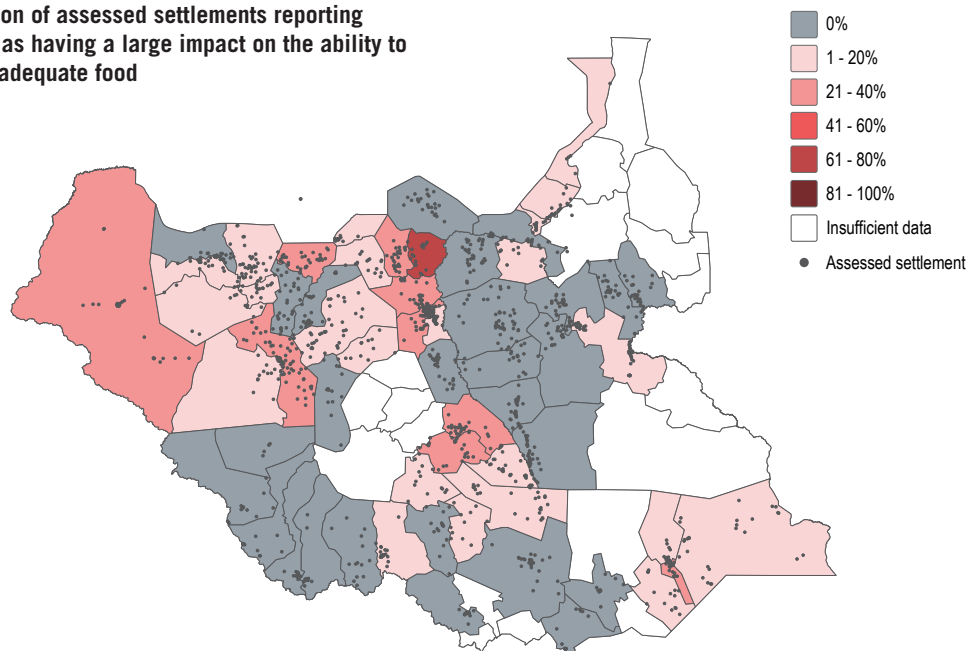 on of assessed settlements reporting
as having a large impact on the ability to
adequate food
0%
1 - 20%
21 - 40%
41 - 60%
61 - 80%
81 - 100%
Insufficient data
Assessed settlement